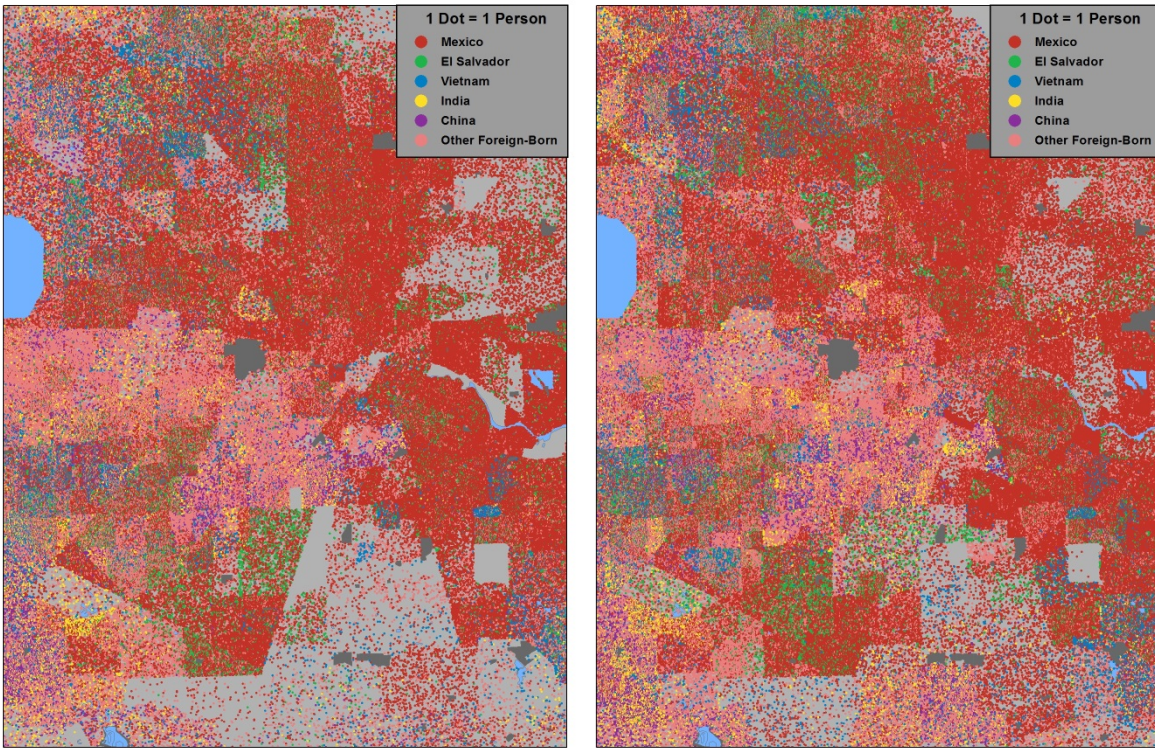 1 Dot = 1 Person
Mexico
El Salvador
Vietnam
India
China
Other Foreign-Born
1 Dot = 1 Person
Mexico
El Salvador
Vietnam
India
China
Other Foreign-Born